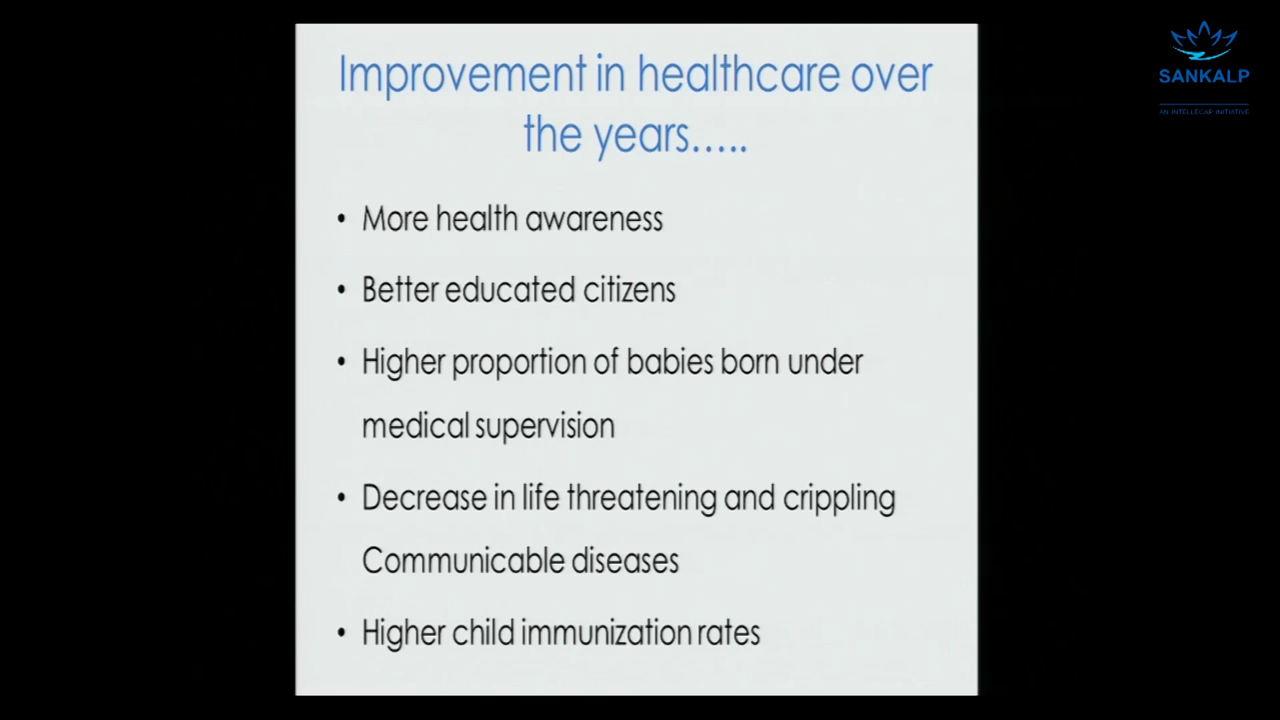 Improvement in healthcare over
the years.....
• More health awareness
• Better educated citizens
• Higher proportion of babies born under
medical supervision
• Decrease in life threatening and crippling
Communicable diseases
• Higher child immunization rates
SANKALP
AN INTELLECAP INITIATIVE